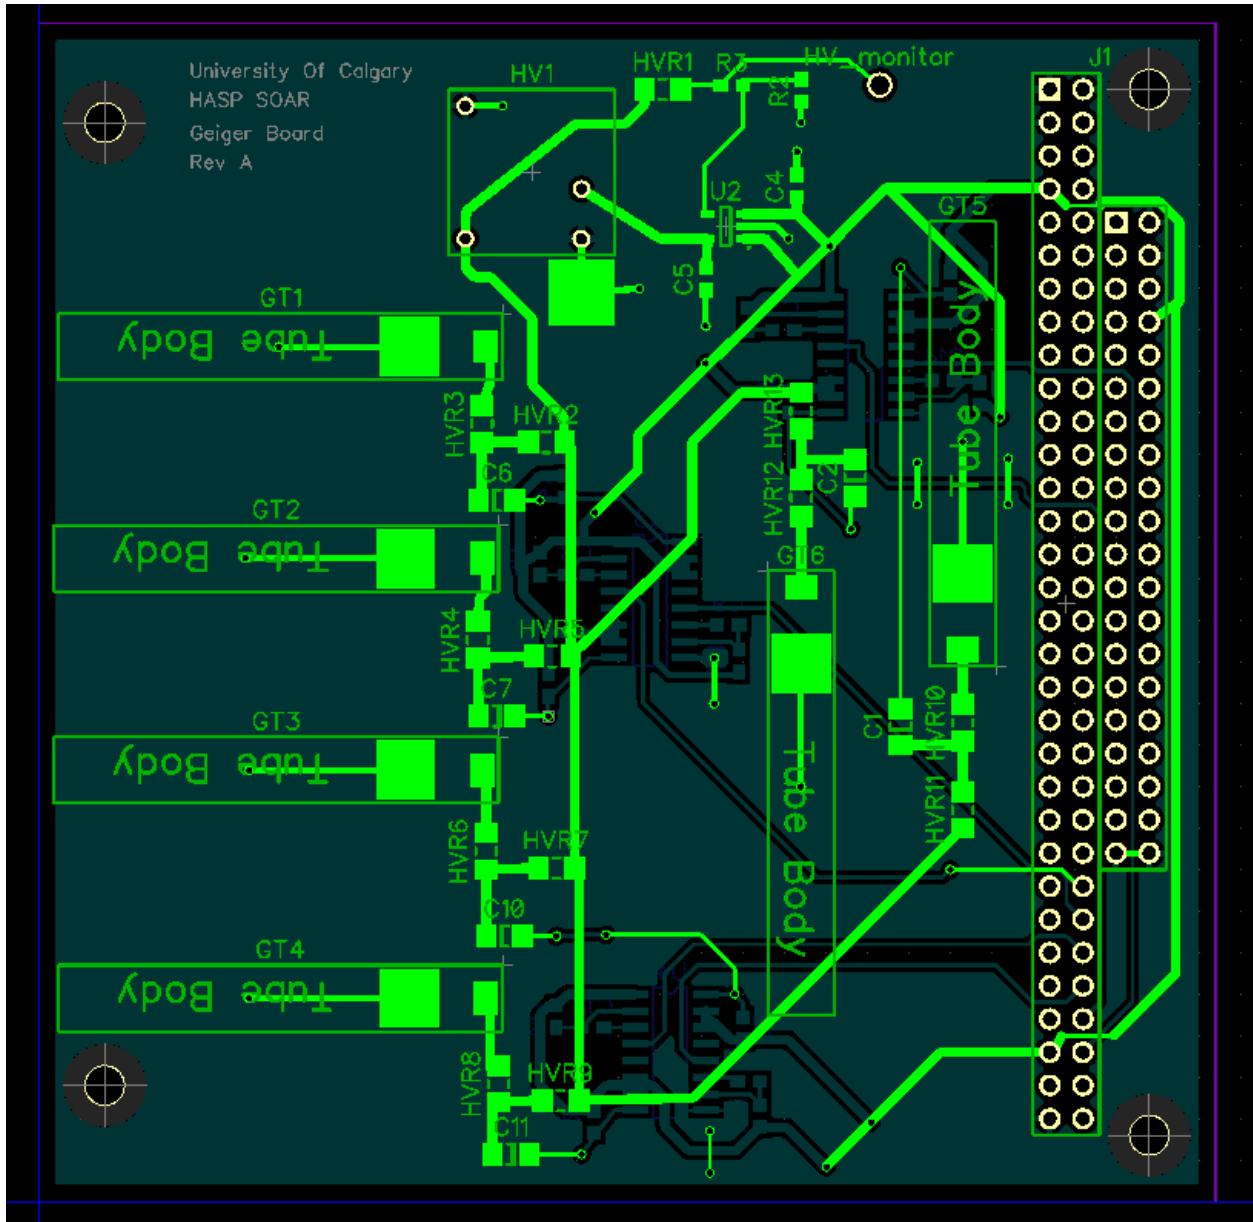 University Of Calgary
HASP SOAR
Geiger Board
Rev A
HV1
HVR1
R3
HV_monitor
J1
R2
C4
U2
GT5
C5
GT1
Tube Body
Tube Body
HVR3
HVR2
HVR13
C6
HVR12
C2
GT2
Tube Body
GT6
HVR4
HVR5
C7
C1
HVR10
GT3
Tube Body
Tube Body
HVR11
HVR6
HVR7
C10
GT4
Tube Body
HVR8
HVR9
C11